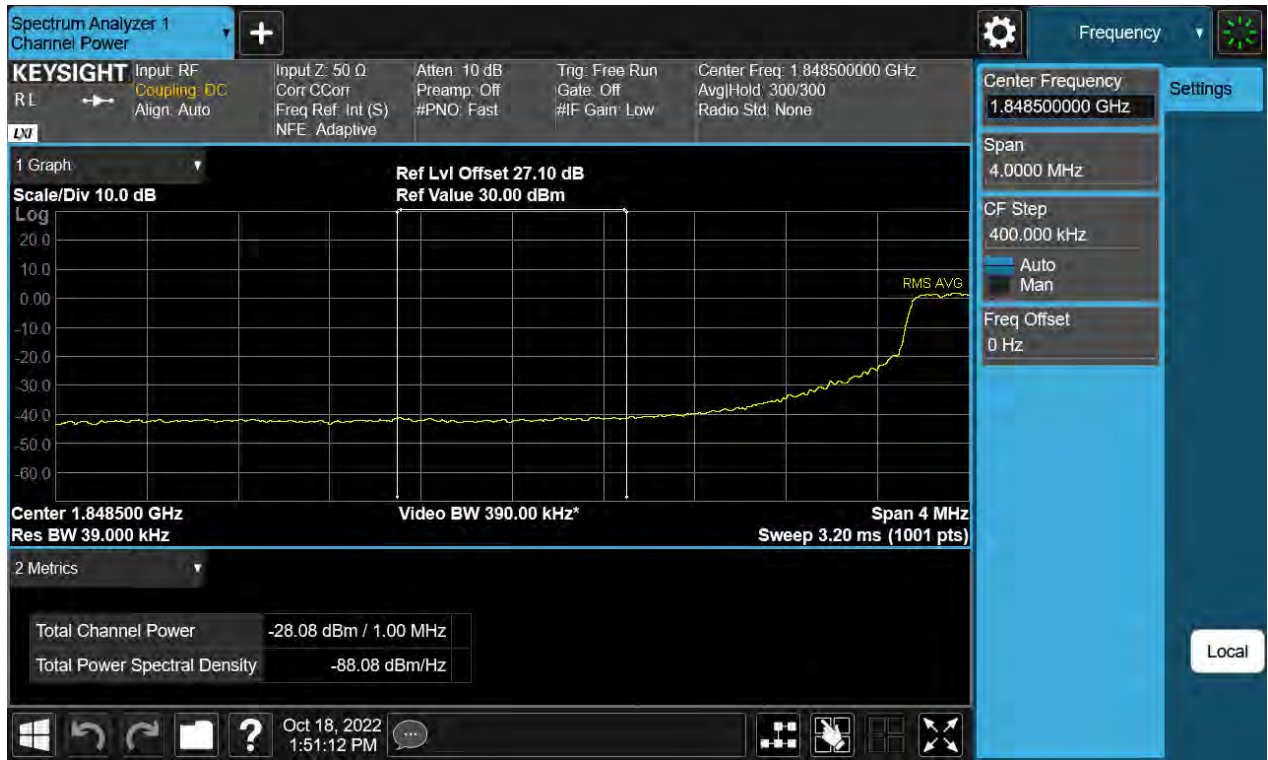 Spectrum Analyzer 1
Channel Power
Frequency
KEYSIGHT
RL
LXI
Input: RF
Coupling: DC
Align: Auto
Input Z: 50 Ω
Corr CCorr
Freq Ref: Int (S)
NFE: Adaptive
Atten: 10 dB
Preamp: Off
#PNO: Fast
Trig: Free Run
Gate: Off
#IF Gain: Low
Center Freq: 1.848500000 GHz
Avg|Hold: 300/300
Radio Std: None
Center Frequency
1.848500000 GHz
Settings
Span
4.0000 MHz
CF Step
400.000 kHz
Auto
Man
Freq Offset
0 Hz
1 Graph
Scale/Div 10.0 dB
Ref Lvl Offset 27.10 dB
Ref Value 30.00 dBm
Log
20.0
10.0
0.00
-10.0
-20.0
-30.0
-40.0
-50.0
-60.0
RMS AVG
Center 1.848500 GHz
Res BW 39.000 kHz
Video BW 390.00 kHz*
Span 4 MHz
Sweep 3.20 ms (1001 pts)
2 Metrics
Total Channel Power -28.08 dBm / 1.00 MHz
Total Power Spectral Density -88.08 dBm/Hz
Local
?
Oct 18, 2022
1:51:12 PM